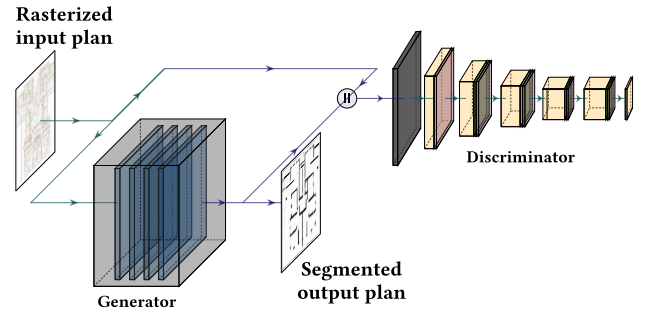 Rasterized
input plan
Discriminator
Segmented
output plan
Generator